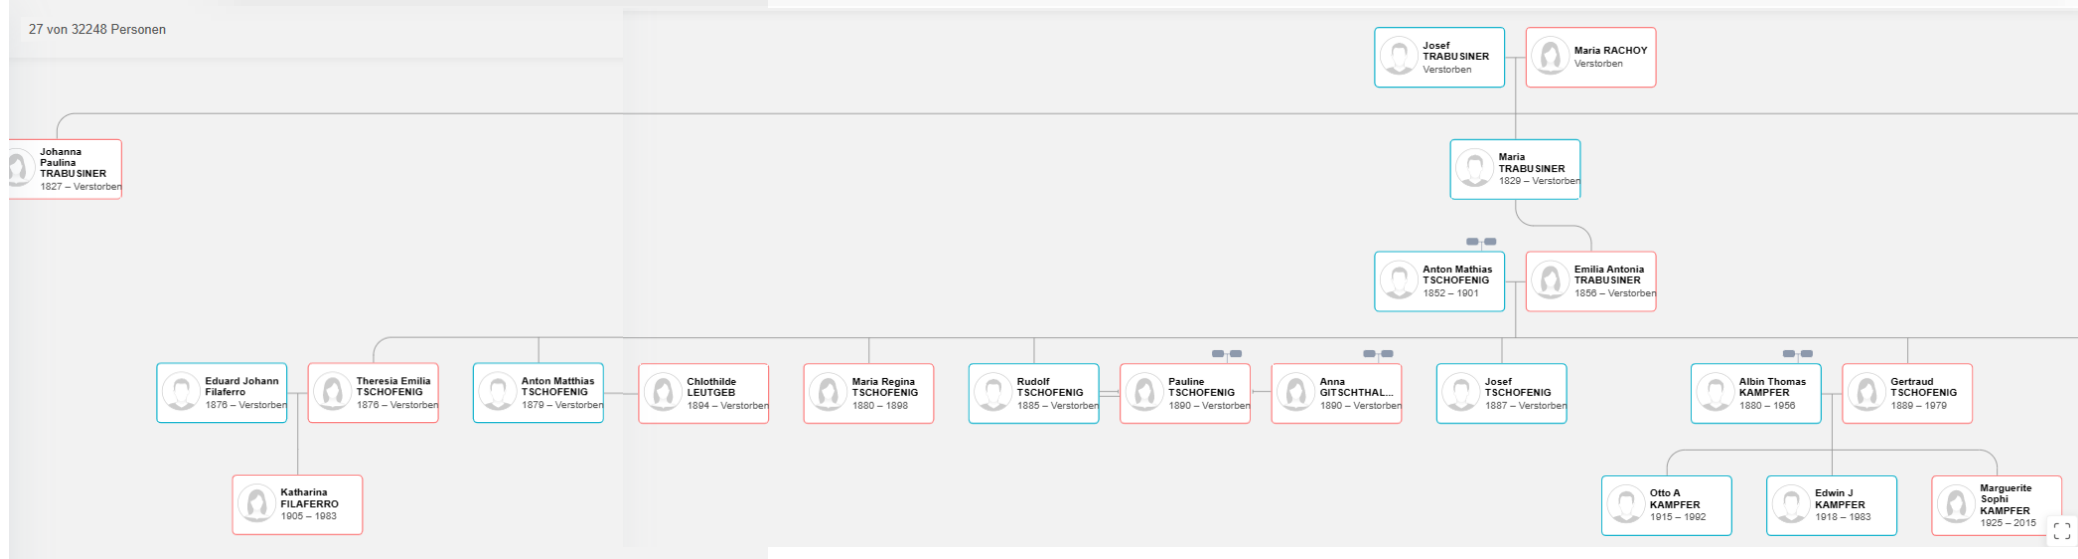 27 von 32248 Personen
Josef
TRABUSINER
Verstorben
Maria RACHOY
Verstorben
Johanna
Paulina
TRABUSINER
1827 – Verstorben
Maria
TRABUSINER
1829 – Verstorben
Anton Mathias
TSCHOFENIG
1852 – 1901
Emilia Antonia
TRABUSINER
1856 – Verstorben
Eduard Johann
Filaferro
1876 – Verstorben
Theresia Emilia
TSCHOFENIG
1876 – Verstorben
Anton Matthias
TSCHOFENIG
1879 – Verstorben
Chlothilde
LEUTGEB
1894 – Verstorben
Maria Regina
TSCHOFENIG
1880 – 1898
Rudolf
TSCHOFENIG
1885 – Verstorben
Pauline
TSCHOFENIG
1890 – Verstorben
Anna
GITSCHTHAL...
1890 – Verstorben
Josef
TSCHOFENIG
1887 – Verstorben
Albin Thomas
KAMPFER
1880 – 1956
Gertraud
TSCHOFENIG
1889 – 1979
Katharina
FILAFERRO
1905 – 1983
Otto A
KAMPFER
1915 – 1992
Edwin J
KAMPFER
1918 – 1983
Marguerite
Sophi
KAMPFER
1925 – 2015